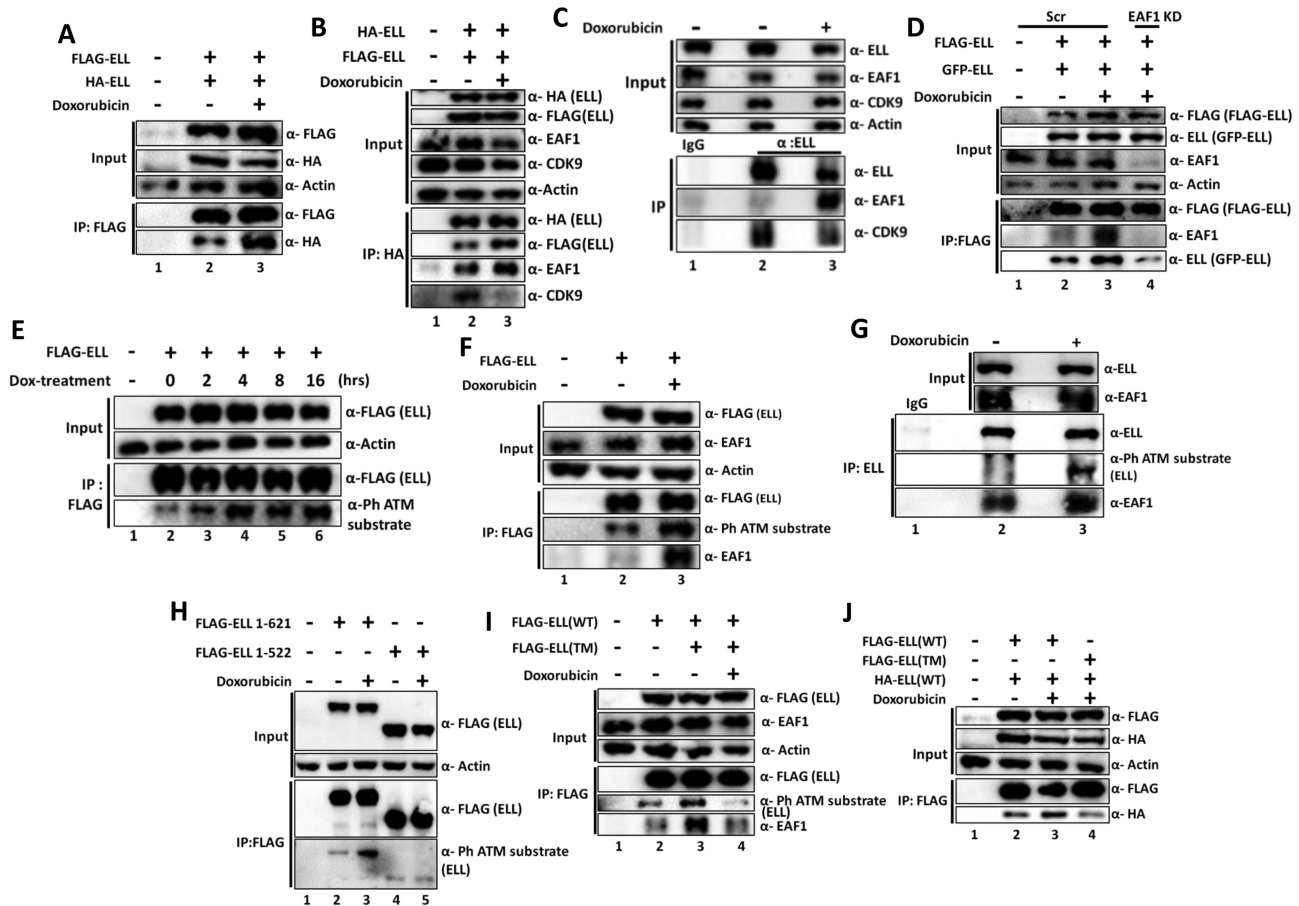 A
FLAG-ELL - + +
HA-ELL - + +
Doxorubicin - - +
Input
α- FLAG
α- HA
α- Actin
IP: FLAG
α- FLAG
α- HA
1 2 3
B
HA-ELL - + +
FLAG-ELL - + +
Doxorubicin - - +
Input
α- HA (ELL)
α- FLAG(ELL)
α- EAF1
α- CDK9
α-Actin
IP: HA
α- HA (ELL)
α- FLAG(ELL)
α- EAF1
α- CDK9
1 2 3
C
Doxorubicin - - +
Input
α- ELL
α- EAF1
α- CDK9
α- Actin
IgG α :ELL
IP
α- ELL
α- EAF1
α- CDK9
1 2 3
D
Scr EAF1 KD
FLAG-ELL - + + +
GFP-ELL - + + +
Doxorubicin - - + +
Input
α- FLAG (FLAG-ELL)
α- ELL (GFP-ELL)
α- EAF1
α- Actin
IP:FLAG
α- FLAG (FLAG-ELL)
α- EAF1
α- ELL (GFP-ELL)
1 2 3 4
E
FLAG-ELL - + + + + +
Dox-treatment - 0 2 4 8 16 (hrs)
Input
α-FLAG (ELL)
α-Actin
IP :
FLAG
α-FLAG (ELL)
α-Ph ATM
substrate
1 2 3 4 5 6
F
FLAG-ELL - + +
Doxorubicin - - +
Input
α- FLAG (ELL)
α- EAF1
α- Actin
IP: FLAG
α- FLAG (ELL)
α- Ph ATM substrate
α- EAF1
1 2 3
G
Doxorubicin - +
Input
α-ELL
α-EAF1
IgG
IP: ELL
α-ELL
α-Ph ATM substrate
(ELL)
α-EAF1
1 2 3
H
FLAG-ELL 1-621 - + + - -
FLAG-ELL 1-522 - - - + +
Doxorubicin - - + - +
Input
α- FLAG (ELL)
α- Actin
IP:FLAG
α- FLAG (ELL)
α- Ph ATM substrate
(ELL)
1 2 3 4 5
I
FLAG-ELL(WT) - + + +
FLAG-ELL(TM) - - + +
Doxorubicin - - - +
Input
α- FLAG (ELL)
α- EAF1
α- Actin
IP: FLAG
α- FLAG (ELL)
α- Ph ATM substrate
(ELL)
α- EAF1
1 2 3 4
J
FLAG-ELL(WT) - + + -
FLAG-ELL(TM) - - - +
HA-ELL(WT) - + + +
Doxorubicin - - + +
Input
α- FLAG
α- HA
α- Actin
IP: FLAG
α- FLAG
α- HA
1 2 3 4